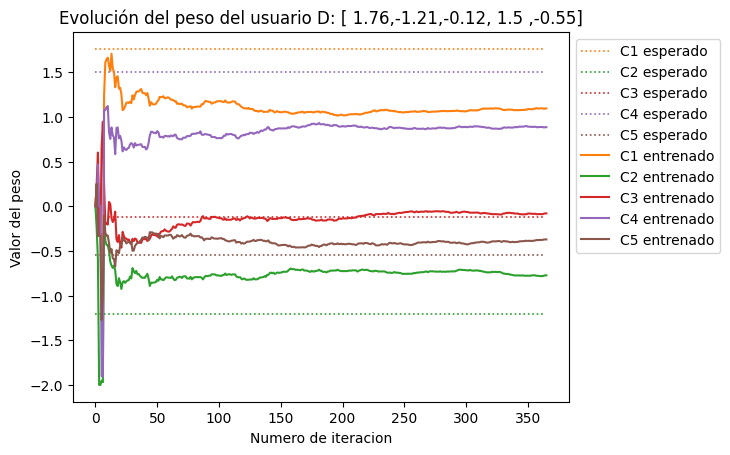 Evolución del peso del usuario D: [ 1.76,-1.21,-0.12, 1.5 ,-0.55]
C1 esperado
C2 esperado
C3 esperado
C4 esperado
C5 esperado
C1 entrenado
C2 entrenado
C3 entrenado
C4 entrenado
C5 entrenado
Valor del peso
1.5
1.0
0.5
0.0
−0.5
−1.0
−1.5
−2.0
0 50 100 150 200 250 300 350
Numero de iteracion